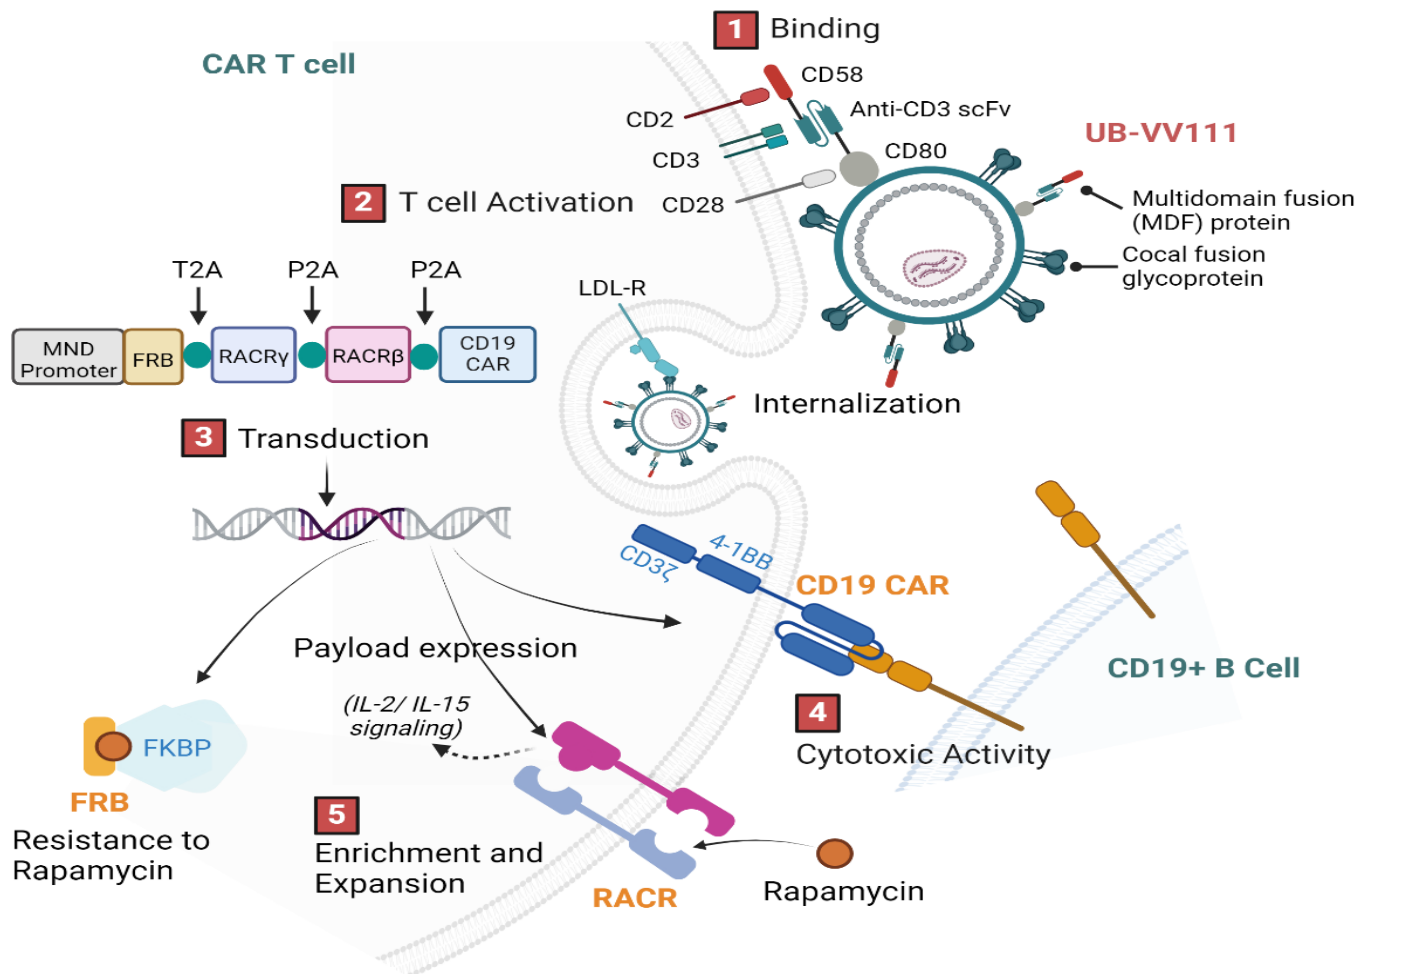 1 Binding
CAR T cell
CD58
Anti-CD3 scFv
CD2
CD3
CD80
CD28
UB-VV111
Multidomain fusion
(MDF) protein
Cocal fusion
glycoprotein
2 T cell Activation
T2A
P2A
P2A
MND
Promoter
FRB
RACRγ
RACRβ
CD19
CAR
LDL-R
Internalization
3 Transduction
CD3ζ
4-1BB
CD19 CAR
CD19+ B Cell
4
Cytotoxic Activity
Payload expression
(IL-2/ IL-15
signaling)
FKBP
FRB
Resistance to
Rapamycin
5
Enrichment and
Expansion
RACR
Rapamycin